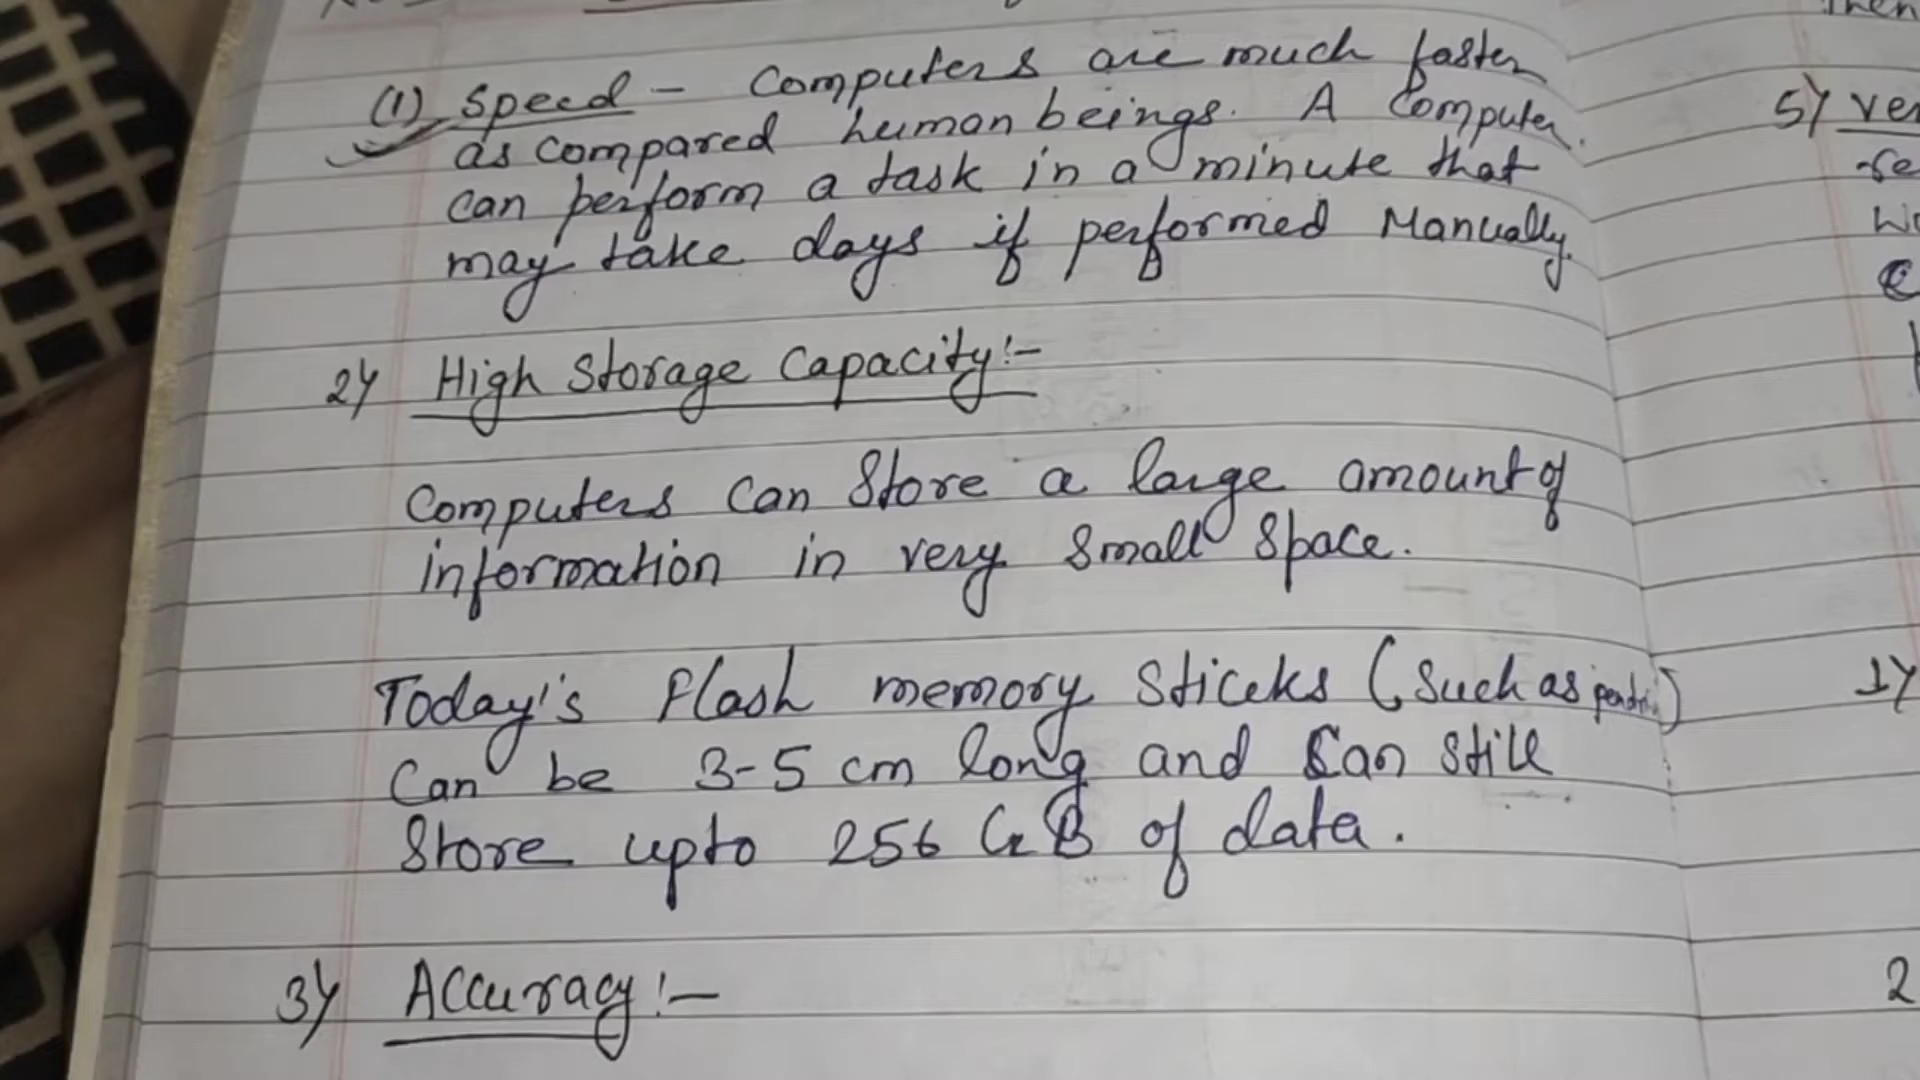 (1) Speed - Computers are much faster
as compared human beings. A Computer
can perform a task in a minute that
may take days if performed Manually.
2) High Storage Capacity:-
Computers Can Store a large amount of
information in very Small Space.
Today's Flash memory Sticks (Such as
Can be 3-5 cm long and Can Still
Store upto 256 GB of data.
3) Accuracy:-
5)
1)
2